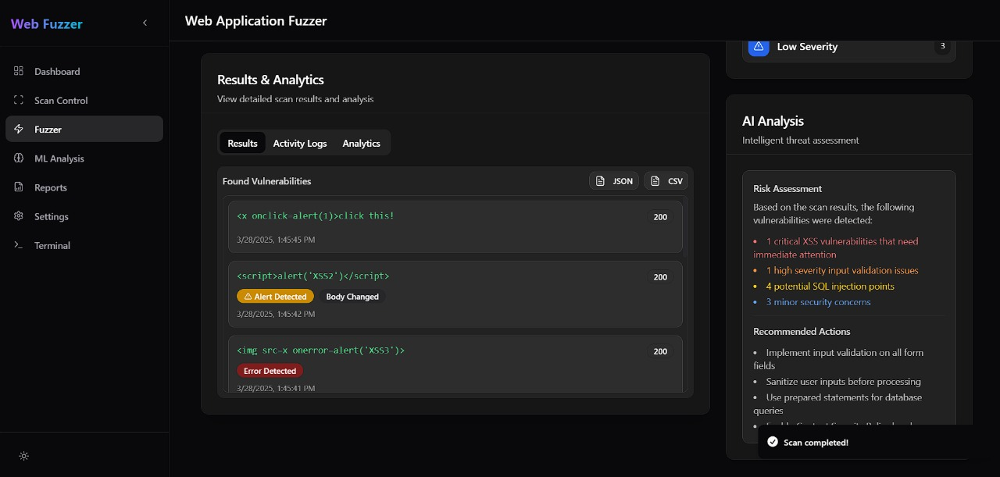 Web Fuzzer
Dashboard
Scan Control
Fuzzer
ML Analysis
Reports
Settings
Terminal
Web Application Fuzzer
Results & Analytics
View detailed scan results and analysis
Results
Activity Logs
Analytics
Found Vulnerabilities
JSON
CSV
<x onclick=alert(1)>click this!
200
3/28/2025, 1:45:45 PM
<script>alert('XSS2')</script>
200
Alert Detected
Body Changed
3/28/2025, 1:45:42 PM
<img src=x onerror=alert('XSS3')>
200
Error Detected
3/28/2025, 1:45:41 PM
Low Severity
3
AI Analysis
Intelligent threat assessment
Risk Assessment
Based on the scan results, the following
vulnerabilities were detected:
• 1 critical XSS vulnerabilities that need
immediate attention
• 1 high severity input validation issues
• 4 potential SQL injection points
• 3 minor security concerns
Recommended Actions
• Implement input validation on all form
fields
• Sanitize user inputs before processing
• Use prepared statements for database
queries
Scan completed!